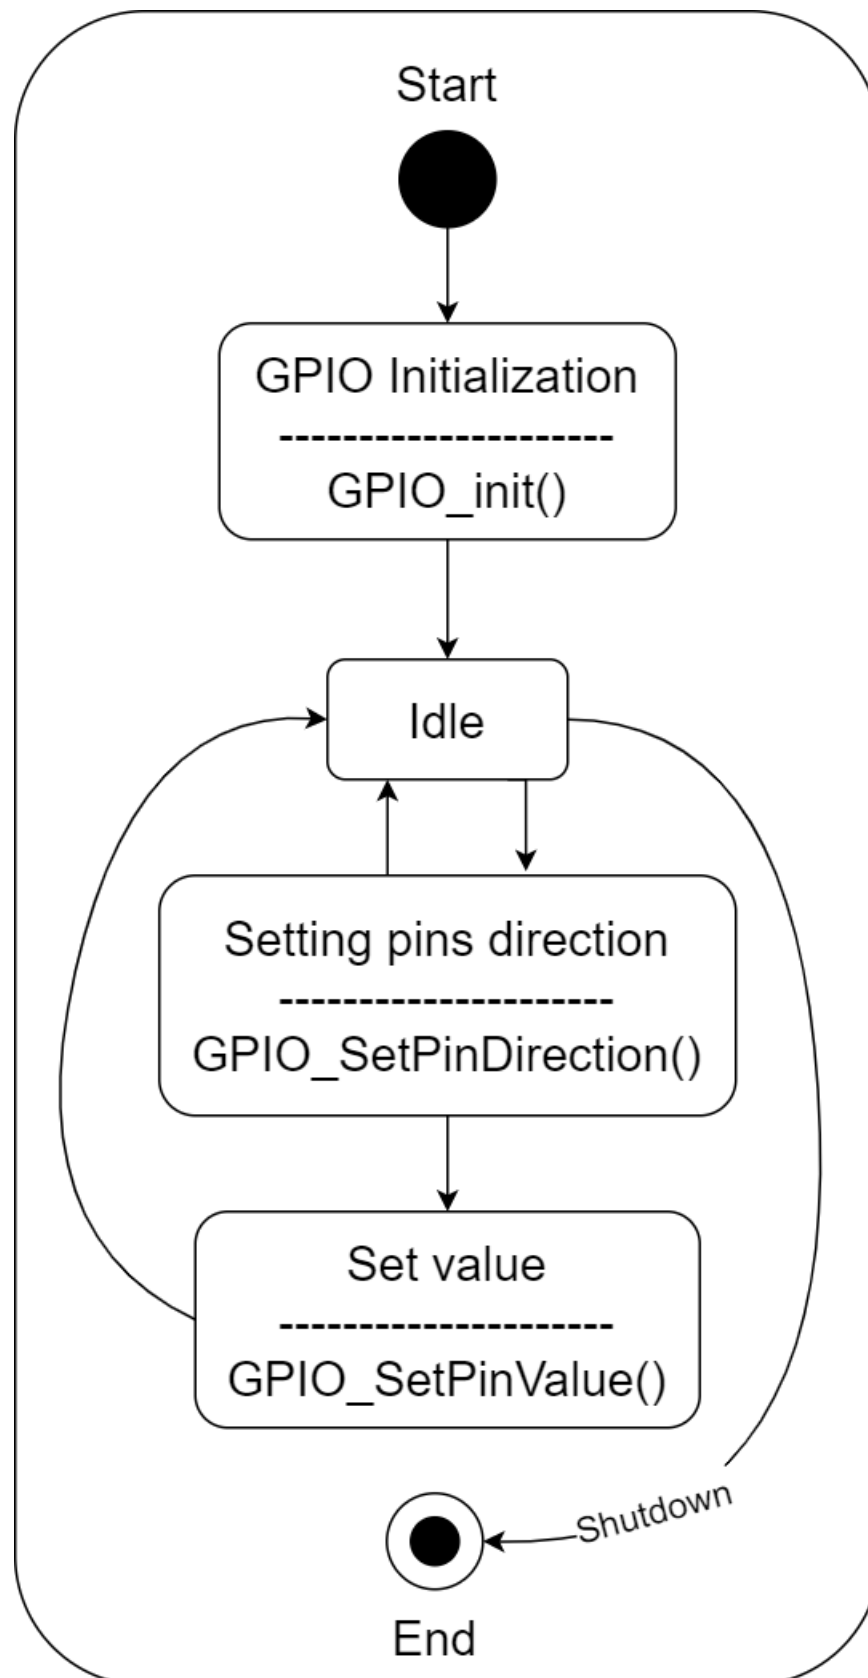 Start
GPIO Initialization
---------------------
GPIO_init()
Idle
Setting pins direction
---------------------
GPIO_SetPinDirection()
Set value
---------------------
GPIO_SetPinValue()
Shutdown
End